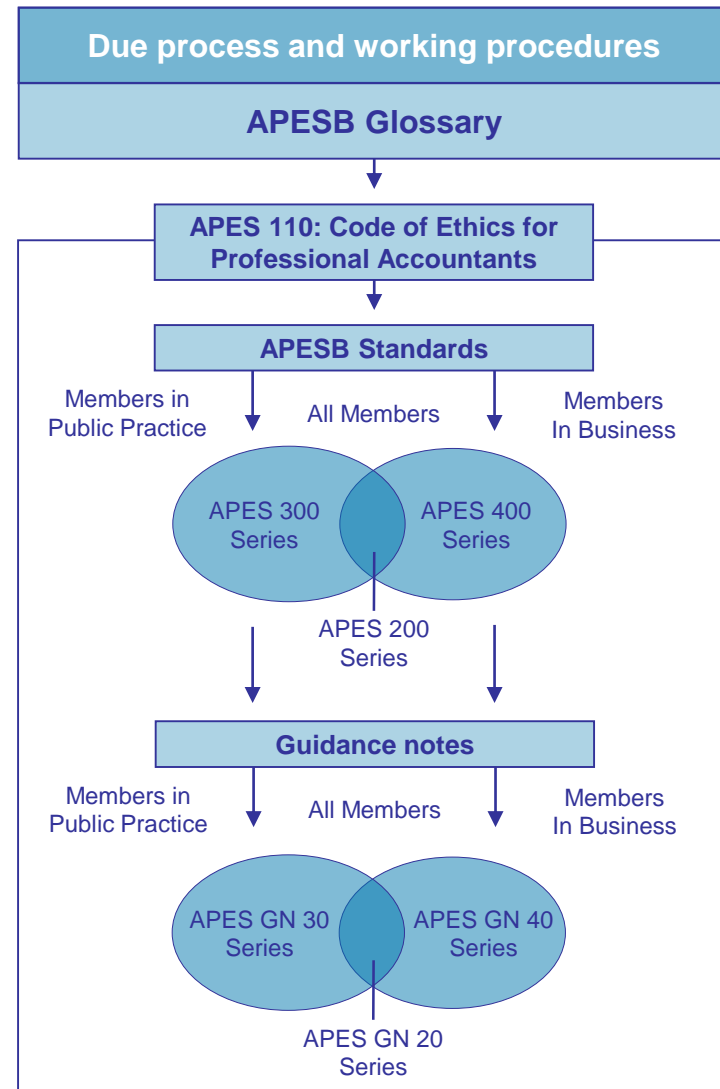 Due process and working procedures
APESB Glossary
APES 110: Code of Ethics for
Professional Accountants
APESB Standards
Members in
Public Practice
All Members
Members
In Business
APES 300
Series
APES 400
Series
APES 200
Series
Guidance notes
Members in
Public Practice
All Members
Members
In Business
APES GN 30
Series
APES GN 40
Series
APES GN 20
Series